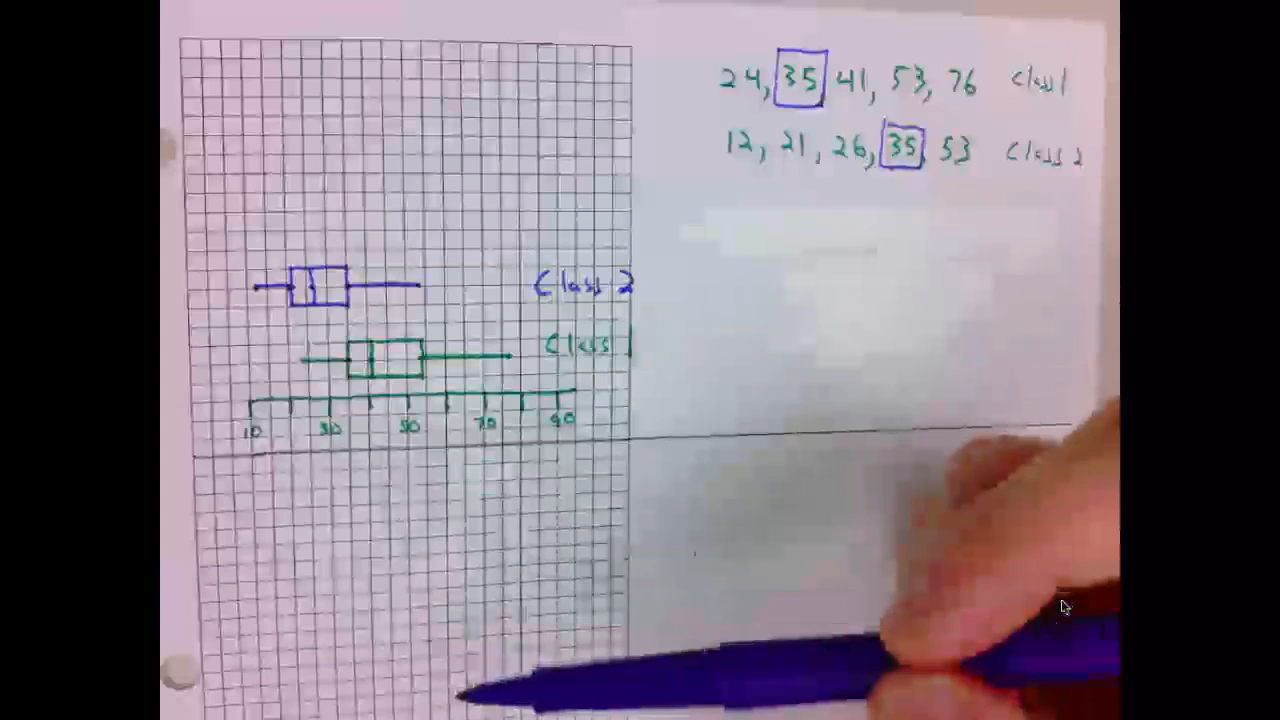 24, 35, 41, 53, 76 Class 1
12, 21, 26, 35, 53 Class 2
Class 2
Class 1
10 30 50 70 90